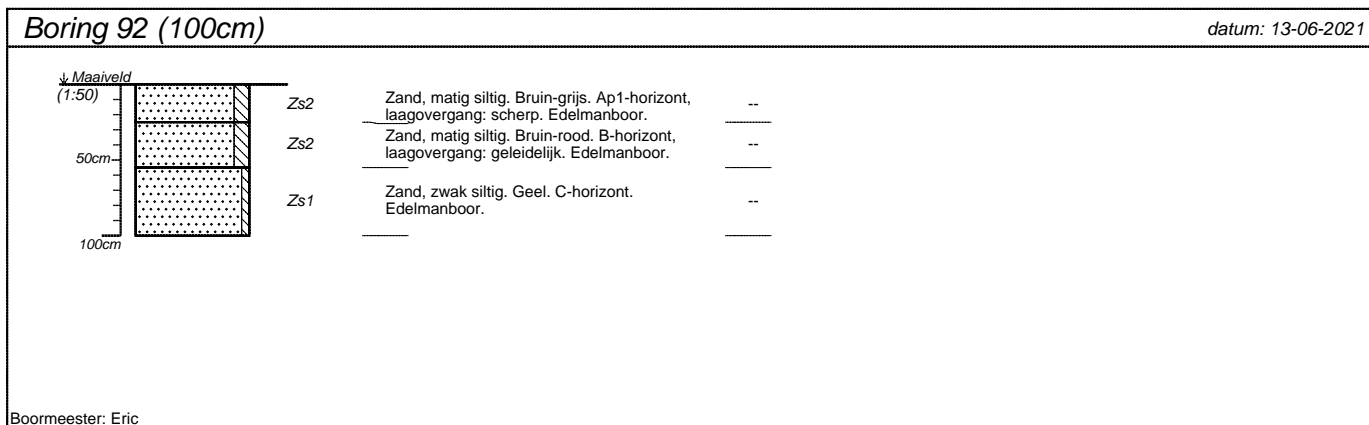 Boring 92 (100cm)
datum: 13-06-2021
Maaiveld
(1:50)
Zs2
Zand, matig siltig. Bruin-grijs. Ap1-horizont,
laagovergang: scherp. Edelmanboor.
--
Zs2
Zand, matig siltig. Bruin-rood. B-horizont,
laagovergang: geleidelijk. Edelmanboor.
--
50cm
Zs1
Zand, zwak siltig. Geel. C-horizont.
Edelmanboor.
--
100cm
Boormeester: Eric